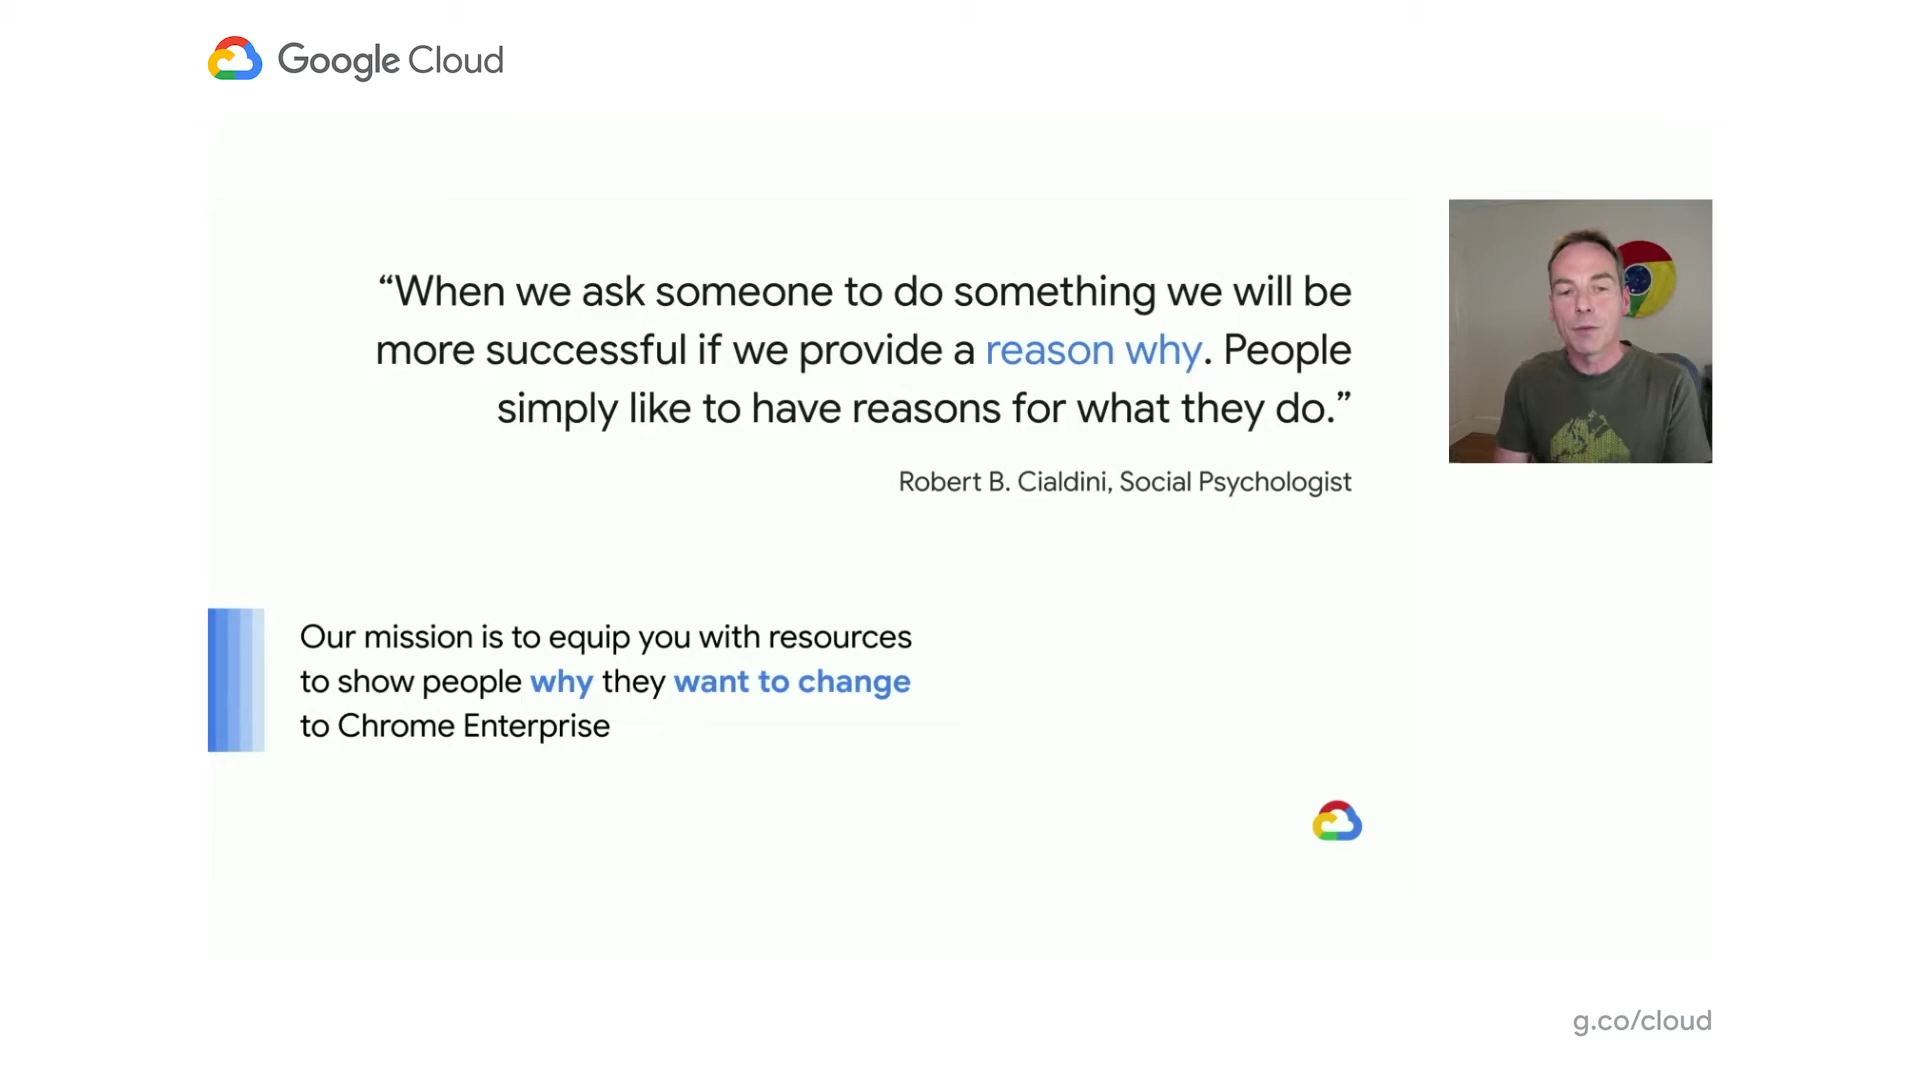 Google Cloud
“When we ask someone to do something we will be
more successful if we provide a reason why. People
simply like to have reasons for what they do.”
Robert B. Cialdini, Social Psychologist
Our mission is to equip you with resources
to show people why they want to change
to Chrome Enterprise
g.co/cloud